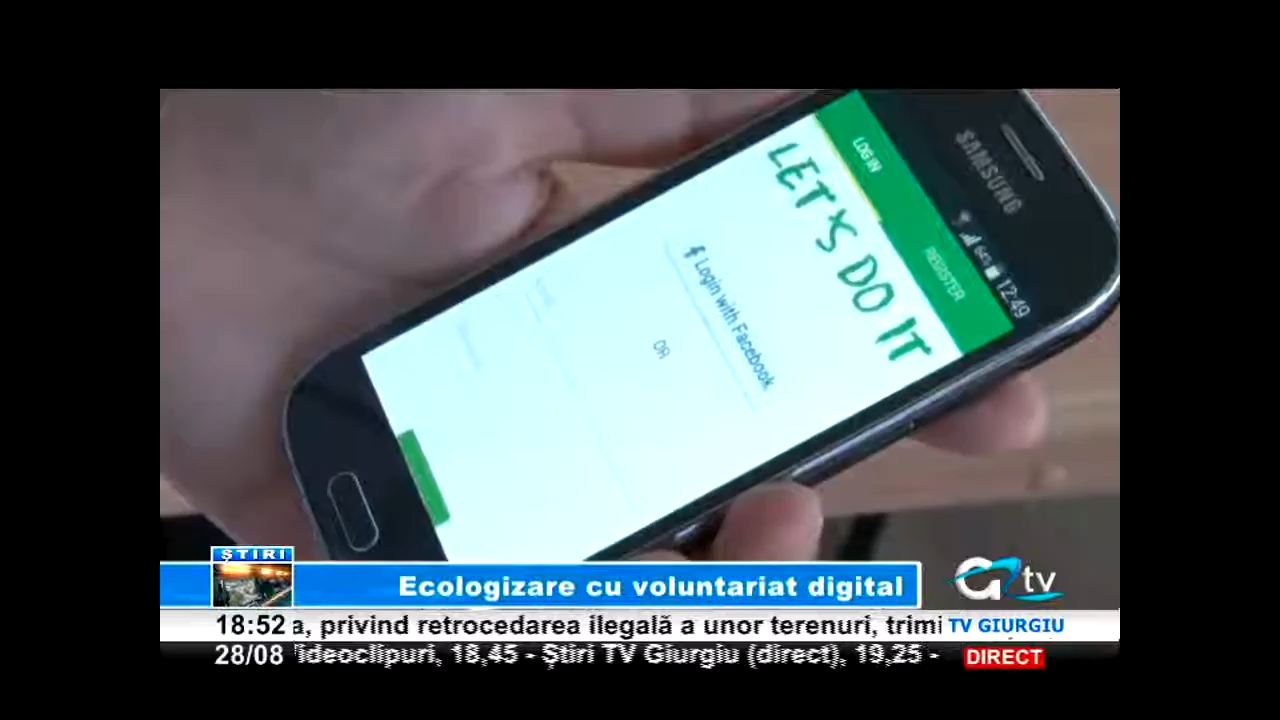 SAMSUNG
12:49
LOG IN
REGISTER
LET'S DO IT
f Login with Facebook
OR
ŞTIRI
Ecologizare cu voluntariat digital
G tv
18:52 a, privind retrocedarea ilegală a unor terenuri, trimi TV GIURGIU
28/08 ideoclipuri, 18,45 - Ştiri TV Giurgiu (direct), 19,25 - DIRECT